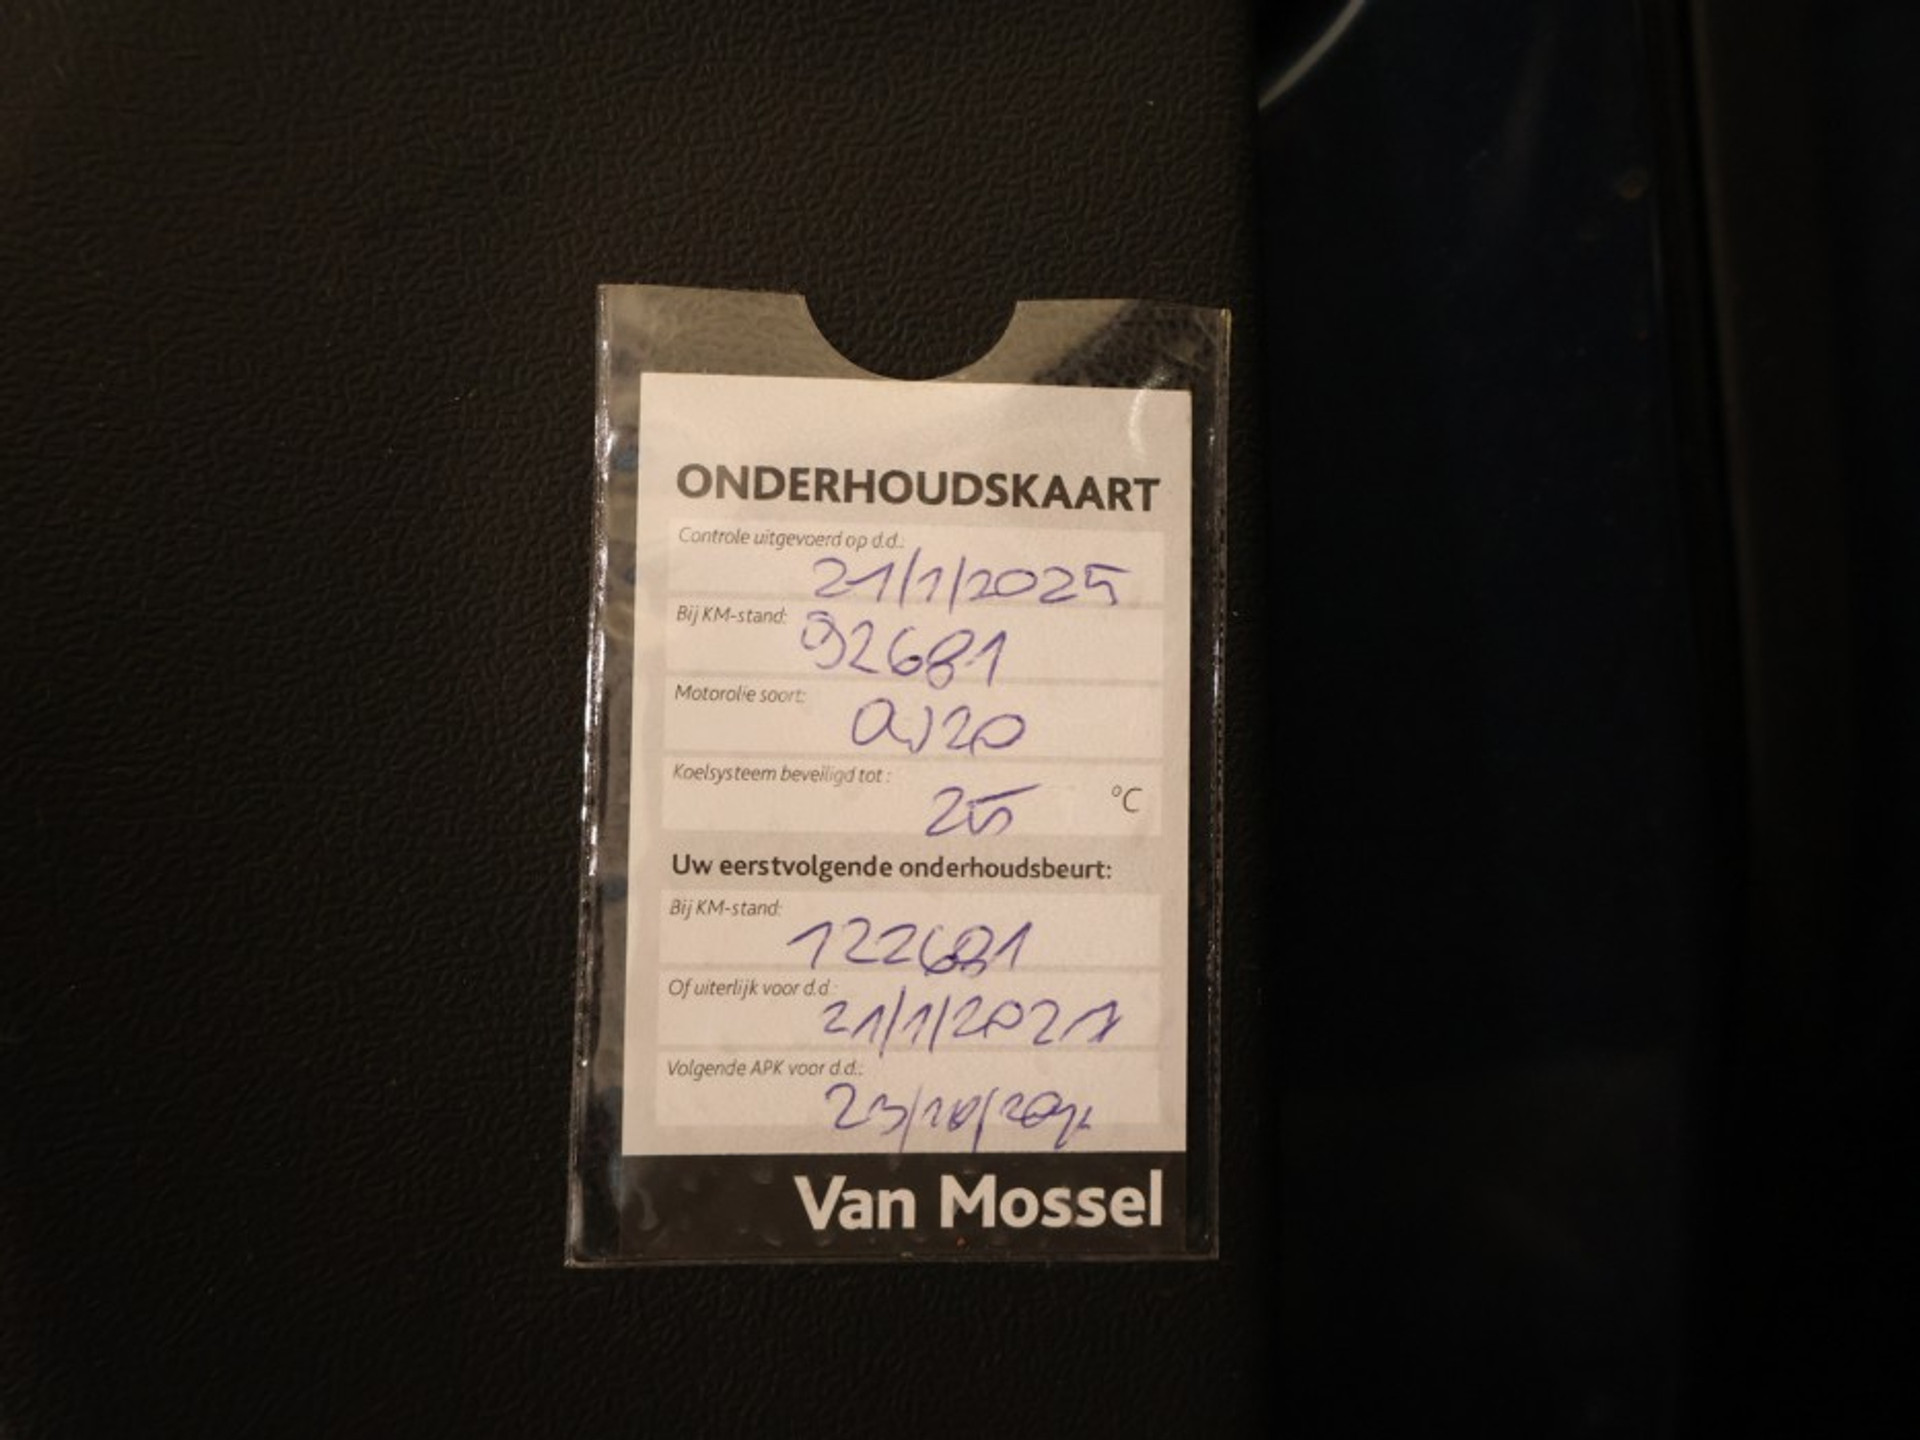 ONDERHOUDSKAART
Controle uitgevoerd op d.d.:
21/1/2025
Bij KM-stand:
92681
Motorolie soort:
0W20
Koelsysteem beveiligd tot :
25 °C
Uw eerstvolgende onderhoudsbeurt:
Bij KM-stand:
122681
Of uiterlijk voor d.d.:
21/1/2027
Volgende APK voor d.d.:
Van Mossel